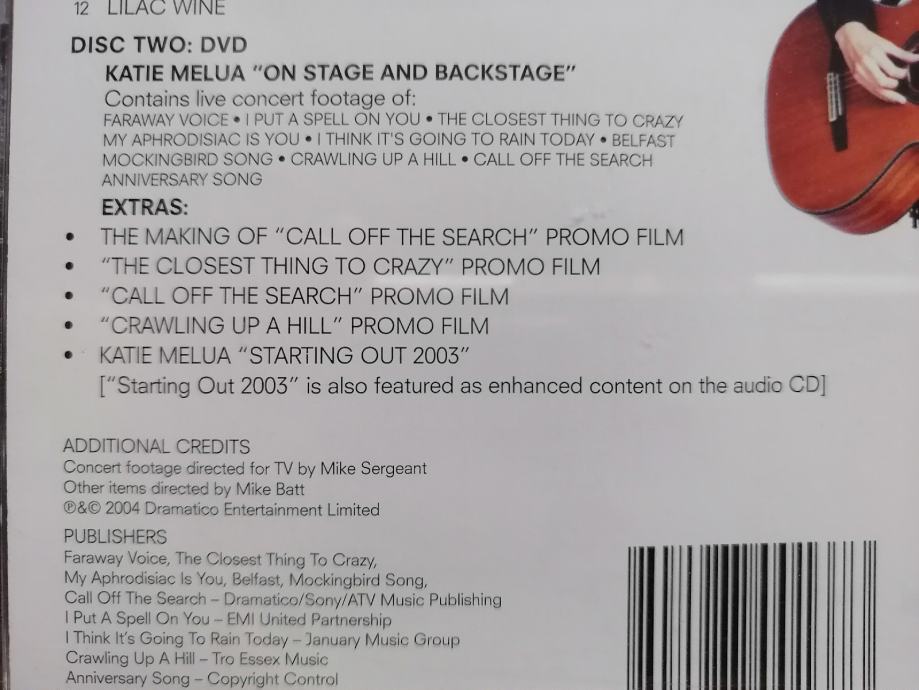 12 LILAC WINE
DISC TWO: DVD
KATIE MELUA "ON STAGE AND BACKSTAGE"
Contains live concert footage of:
FARAWAY VOICE • I PUT A SPELL ON YOU • THE CLOSEST THING TO CRAZY
MY APHRODISIAC IS YOU • I THINK IT'S GOING TO RAIN TODAY • BELFAST
MOCKINGBIRD SONG • CRAWLING UP A HILL • CALL OFF THE SEARCH
ANNIVERSARY SONG
EXTRAS:
• THE MAKING OF "CALL OFF THE SEARCH" PROMO FILM
• "THE CLOSEST THING TO CRAZY" PROMO FILM
• "CALL OFF THE SEARCH" PROMO FILM
• "CRAWLING UP A HILL" PROMO FILM
• KATIE MELUA "STARTING OUT 2003"
["Starting Out 2003" is also featured as enhanced content on the audio CD]
ADDITIONAL CREDITS
Concert footage directed for TV by Mike Sergeant
Other items directed by Mike Batt
℗&© 2004 Dramatico Entertainment Limited
PUBLISHERS
Faraway Voice, The Closest Thing To Crazy,
My Aphrodisiac Is You, Belfast, Mockingbird Song,
Call Off The Search – Dramatico/Sony/ATV Music Publishing
I Put A Spell On You – EMI United Partnership
I Think It's Going To Rain Today – January Music Group
Crawling Up A Hill – Tro Essex Music
Anniversary Song – Copyright Control